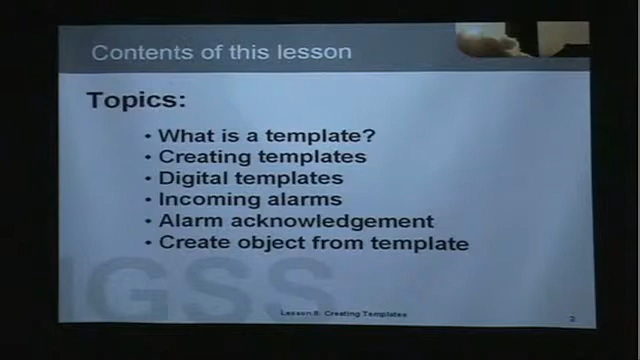 Contents of this lesson
Topics:
• What is a template?
• Creating templates
• Digital templates
• Incoming alarms
• Alarm acknowledgement
• Create object from template
IGSS
Lesson 8: Creating Templates
2